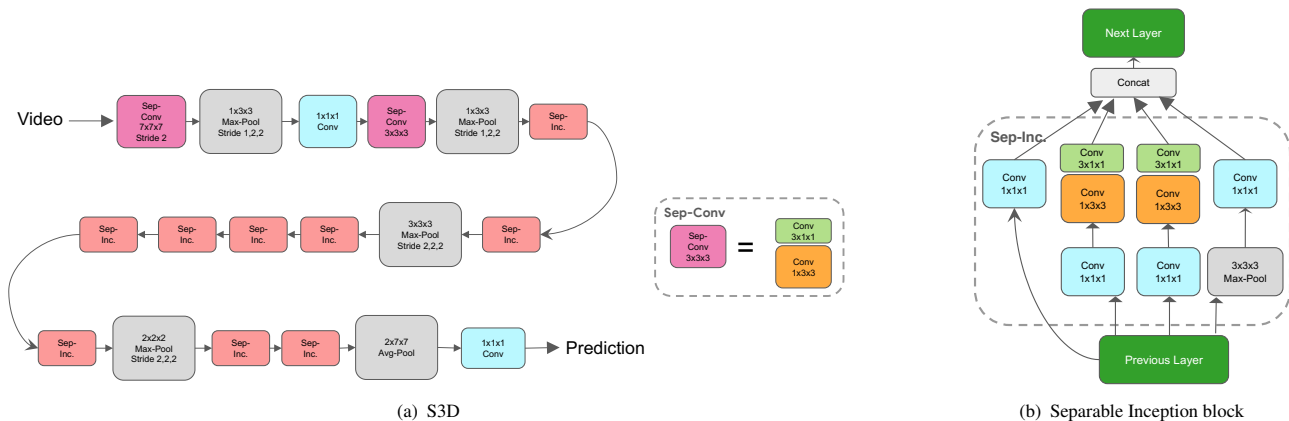 Video
Sep-
Conv
7x7x7
Stride 2
1x3x3
Max-Pool
Stride 1,2,2
1x1x1
Conv
Sep-
Conv
3x3x3
1x3x3
Max-Pool
Stride 1,2,2
Sep-
Inc.
Sep-
Inc.
Sep-
Inc.
Sep-
Inc.
Sep-
Inc.
3x3x3
Max-Pool
Stride 2,2,2
Sep-
Inc.
Sep-
Inc.
2x2x2
Max-Pool
Stride 2,2,2
Sep-
Inc.
Sep-
Inc.
2x7x7
Avg-Pool
1x1x1
Conv
Prediction
Sep-Conv
Sep-
Conv
3x3x3
=
Conv
3x1x1
Conv
1x3x3
(a) S3D
Next Layer
Concat
Sep-Inc.
Conv
1x1x1
Conv
3x1x1
Conv
1x3x3
Conv
3x1x1
Conv
1x3x3
Conv
1x1x1
Conv
1x1x1
Conv
1x1x1
3x3x3
Max-Pool
Previous Layer
(b) Separable Inception block